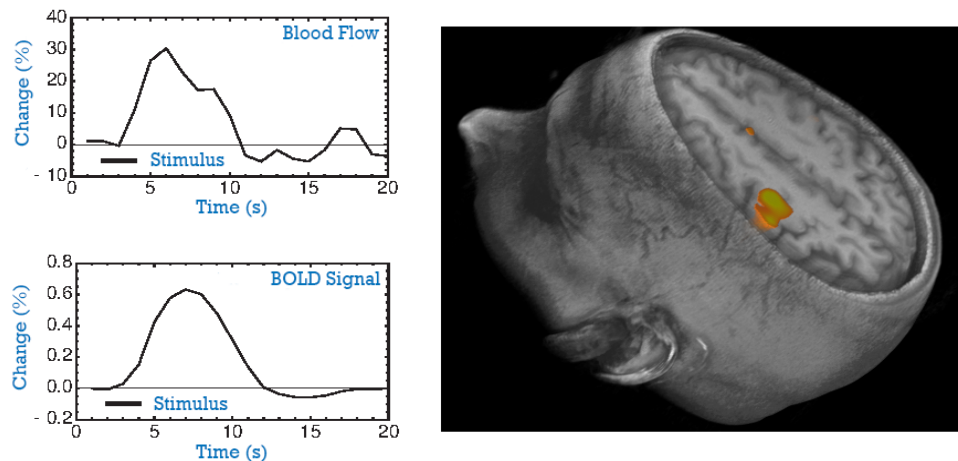 Blood Flow
Change (%)
40
30
20
10
0
- 10
Stimulus
0 5 10 15 20
Time (s)
BOLD Signal
Change (%)
0.8
0.6
0.4
0.2
0.0
- 0.2
Stimulus
0 5 10 15 20
Time (s)